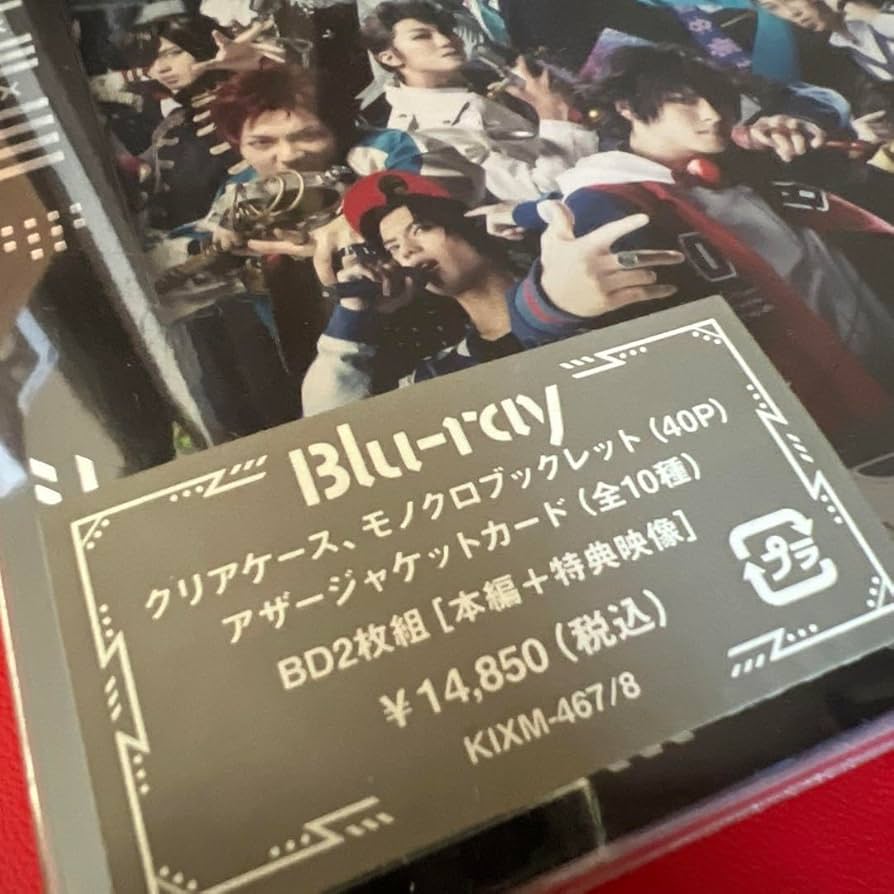 Blu-ray
クリアケース、モノクロブックレット(40P)
アザージャケットカード(全10種)
BD2枚組[本編+特典映像]
¥14,850(税込)
KIXM-467/8
プラ